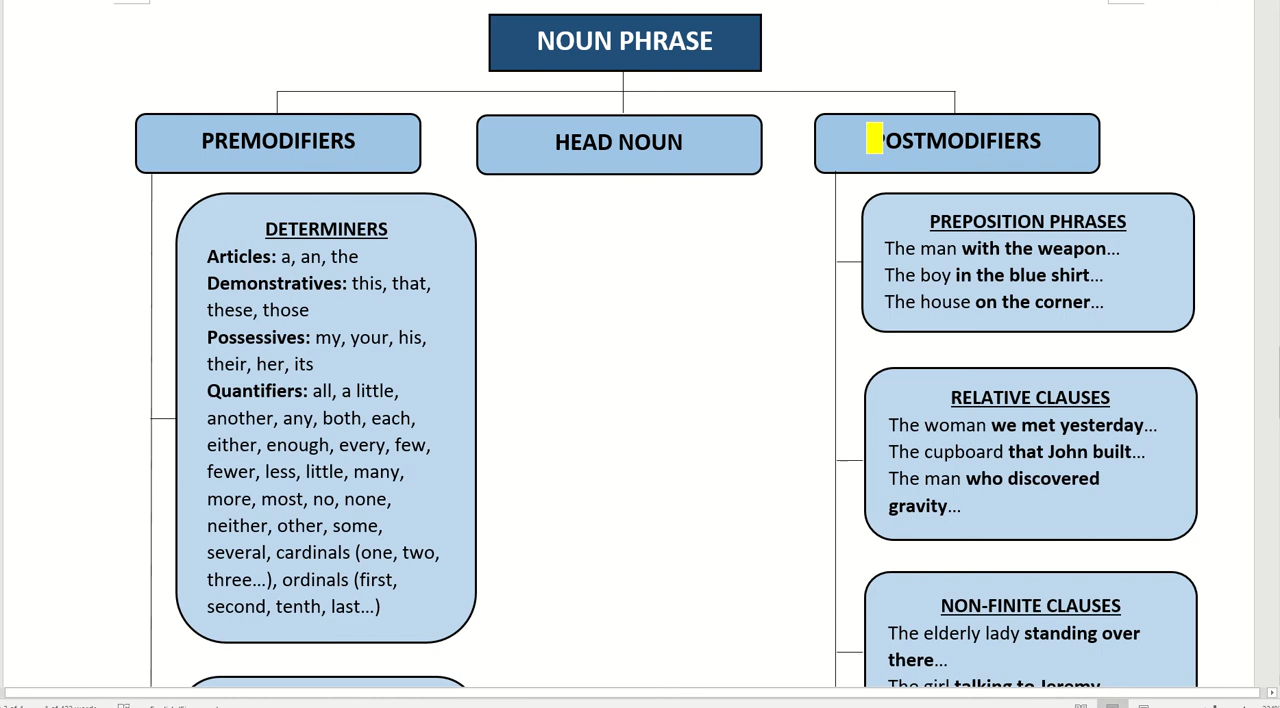 NOUN PHRASE
PREMODIFIERS
HEAD NOUN
POSTMODIFIERS
DETERMINERS
Articles: a, an, the
Demonstratives: this, that,
these, those
Possessives: my, your, his,
their, her, its
Quantifiers: all, a little,
another, any, both, each,
either, enough, every, few,
fewer, less, little, many,
more, most, no, none,
neither, other, some,
several, cardinals (one, two,
three...), ordinals (first,
second, tenth, last...)
PREPOSITION PHRASES
The man with the weapon...
The boy in the blue shirt...
The house on the corner...
RELATIVE CLAUSES
The woman we met yesterday...
The cupboard that John built...
The man who discovered
gravity...
NON-FINITE CLAUSES
The elderly lady standing over
there...
The girl talking to Jeremy